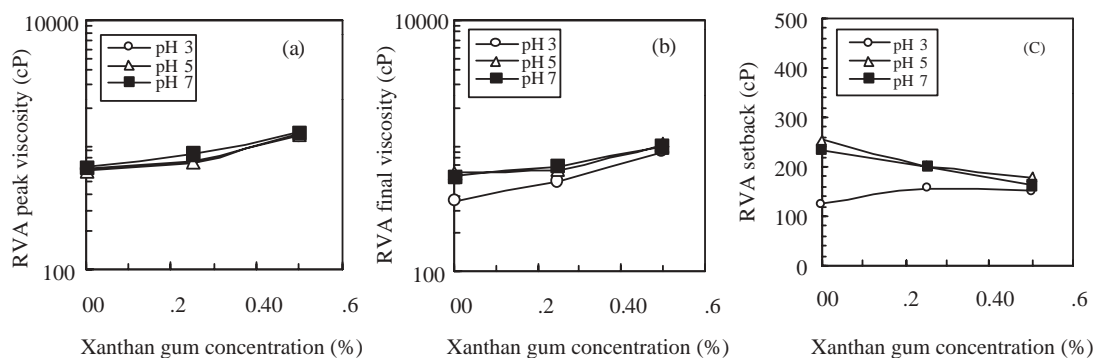 10000
10000
500
400
300
250
200
100
0
100
100
pH 3
pH 5
pH 7
(a)
pH 3
pH 5
pH 7
(b)
pH 3
pH 5
pH 7
(C)
RVA peak viscosity (cP)
RVA final viscosity (cP)
RVA setback (cP)
00 .2 0.40 .6
00 .2 0.40 .6
00 .2 0.40 .6
Xanthan gum concentration (%)
Xanthan gum concentration (%)
Xanthan gum concentration (%)